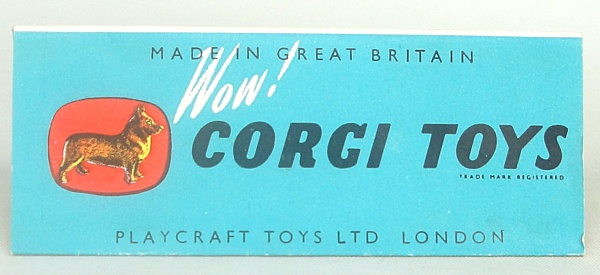 MADE IN GREAT BRITAIN
Wow!
CORGI TOYS
TRADE MARK REGISTERED
PLAYCRAFT TOYS LTD LONDON